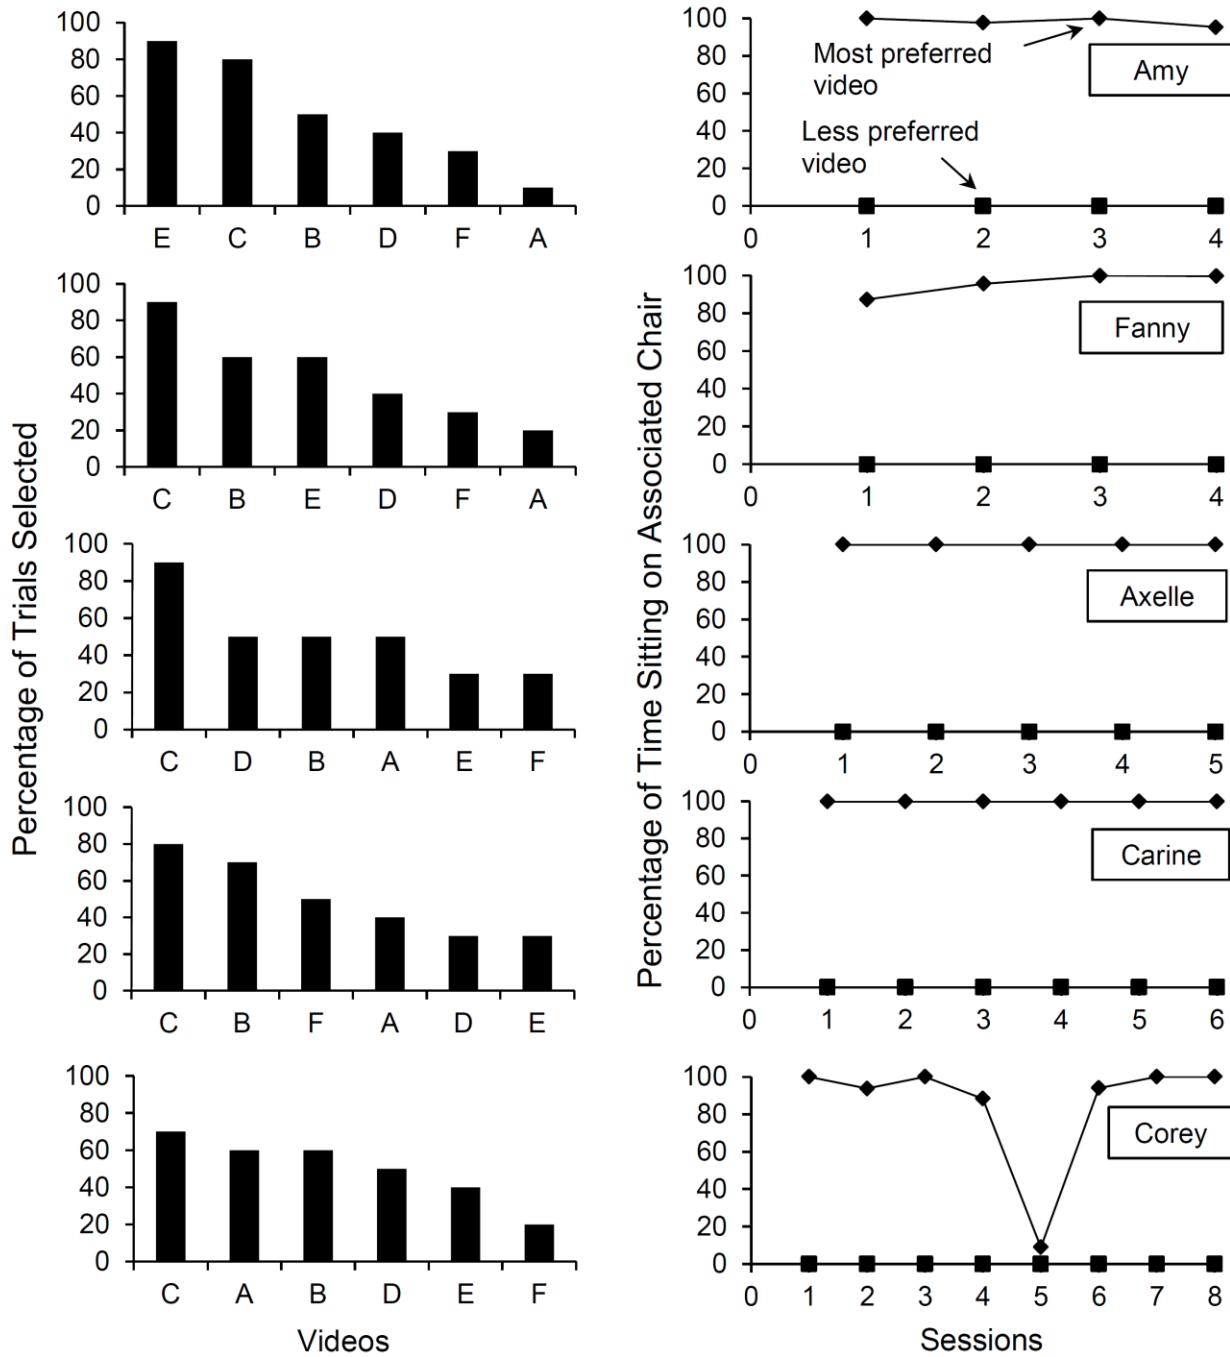 Percentage of Trials Selected
100
80
60
40
20
0
E C B D F A
100
80
60
40
20
0
C B E D F A
100
80
60
40
20
0
C D B A E F
100
80
60
40
20
0
C B F A D E
100
80
60
40
20
0
C A B D E F
Videos
Percentage of Time Sitting on Associated Chair
100
80
60
40
20
0
Most preferred
video
Less preferred
video
Amy
0 1 2 3 4
100
80
60
40
20
0
Fanny
0 1 2 3 4
100
80
60
40
20
0
Axelle
0 1 2 3 4 5
100
80
60
40
20
0
Carine
0 1 2 3 4 5 6
100
80
60
40
20
0
Corey
0 1 2 3 4 5 6 7 8
Sessions